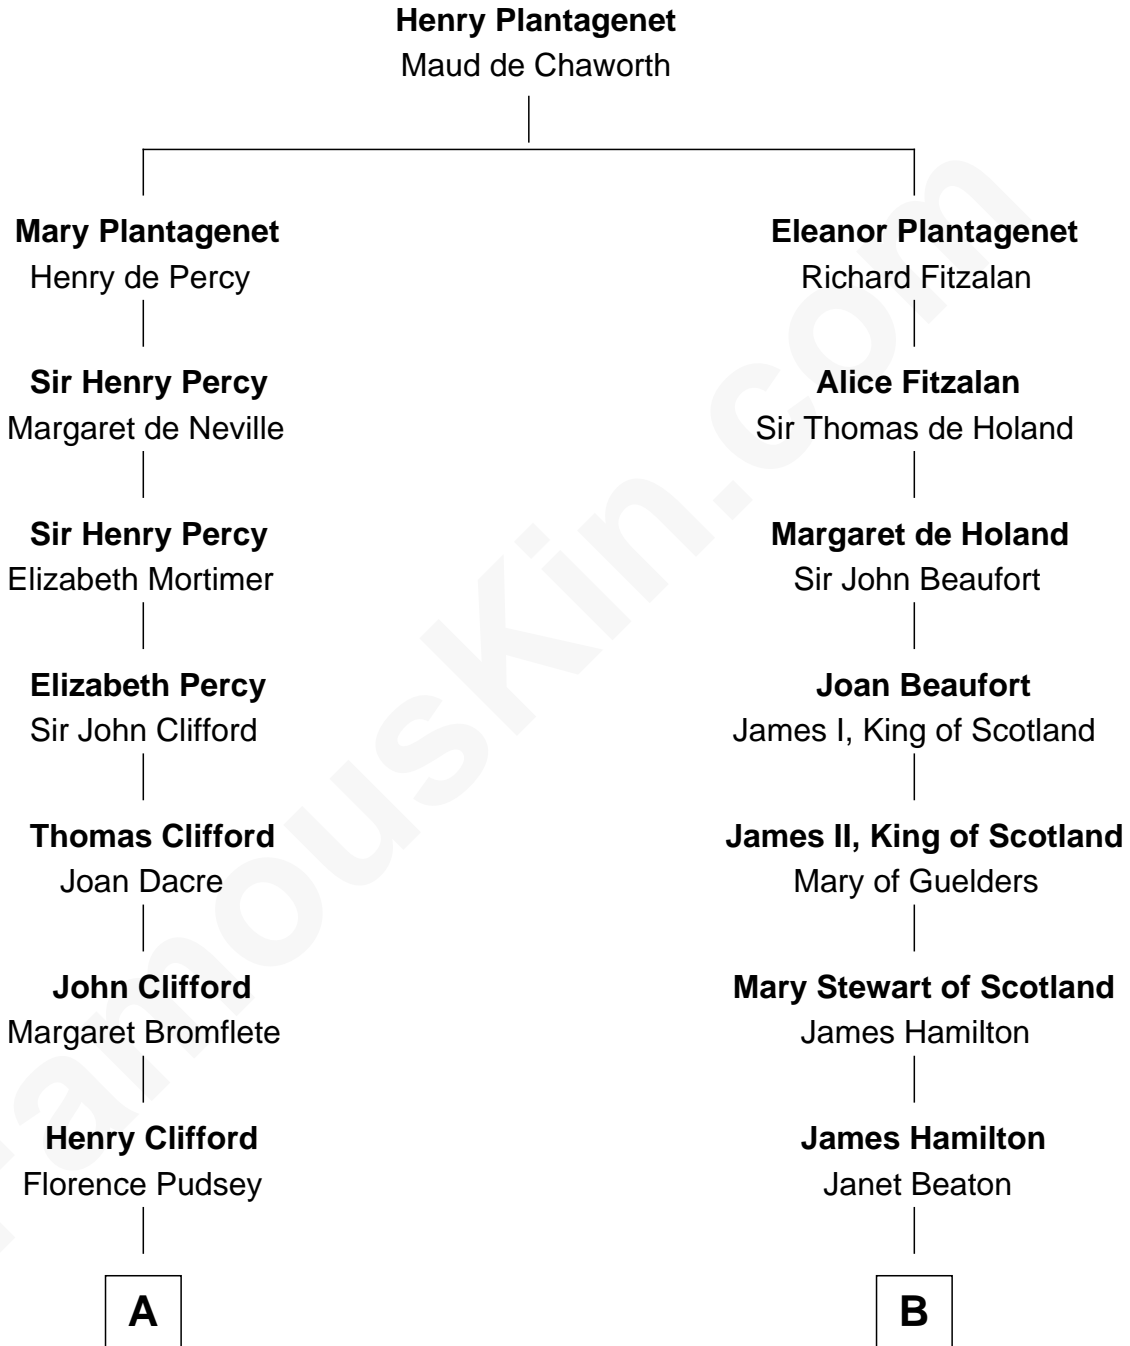 Henry Plantagenet
Maud de Chaworth
Mary Plantagenet
Henry de Percy
Eleanor Plantagenet
Richard Fitzalan
Sir Henry Percy
Margaret de Neville
Alice Fitzalan
Sir Thomas de Holand
Sir Henry Percy
Elizabeth Mortimer
Margaret de Holand
Sir John Beaufort
Elizabeth Percy
Sir John Clifford
Joan Beaufort
James I, King of Scotland
Thomas Clifford
Joan Dacre
James II, King of Scotland
Mary of Guelders
John Clifford
Margaret Bromflete
Mary Stewart of Scotland
James Hamilton
Henry Clifford
Florence Pudsey
James Hamilton
Janet Beaton
A
B
FamousKin.com